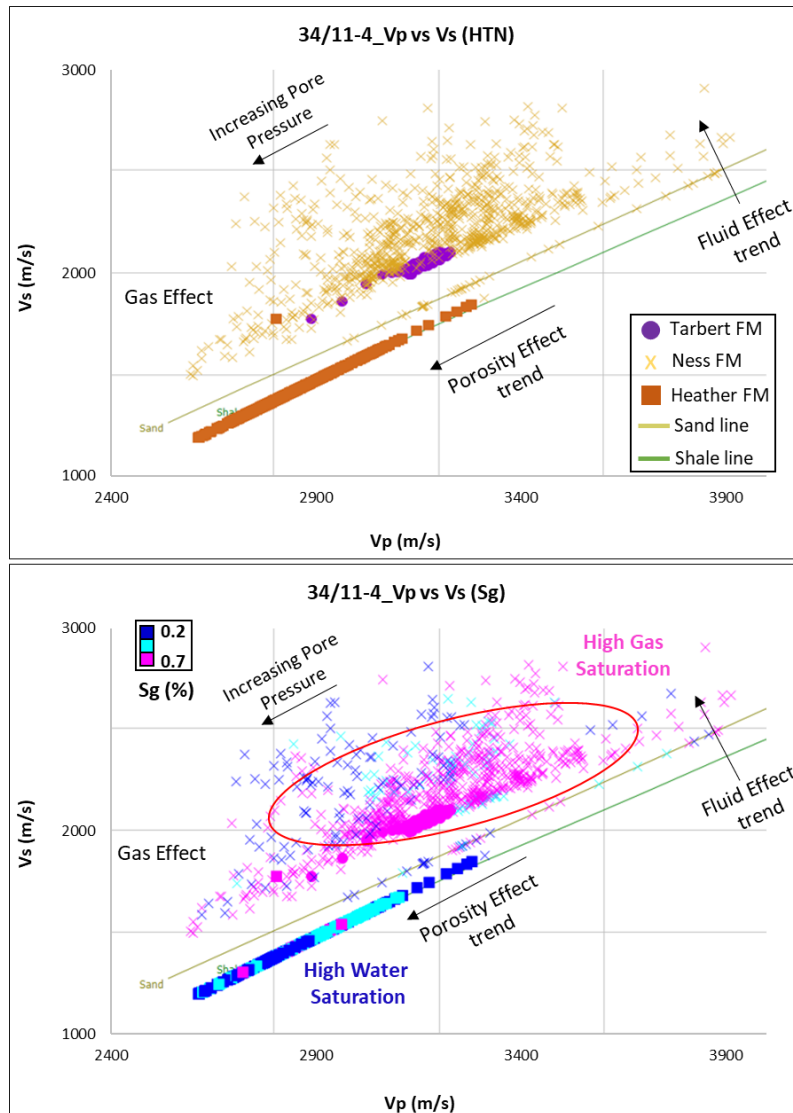 34/11-4_Vp vs Vs (HTN)
3000
Increasing Pore
Pressure
Fluid Effect
trend
2000
Vs (m/s)
Gas Effect
Porosity Effect
trend
Tarbert FM
Ness FM
Heather FM
Sand line
Shale line
Shal
Sand
1000
2400
2900
3400
3900
Vp (m/s)
34/11-4_Vp vs Vs (Sg)
3000
0.2
0.7
Sg (%)
Increasing Pore
Pressure
High Gas
Saturation
Fluid Effect
trend
2000
Vs (m/s)
Gas Effect
Porosity Effect
trend
High Water
Saturation
Shal
Sand
1000
2400
2900
3400
3900
Vp (m/s)